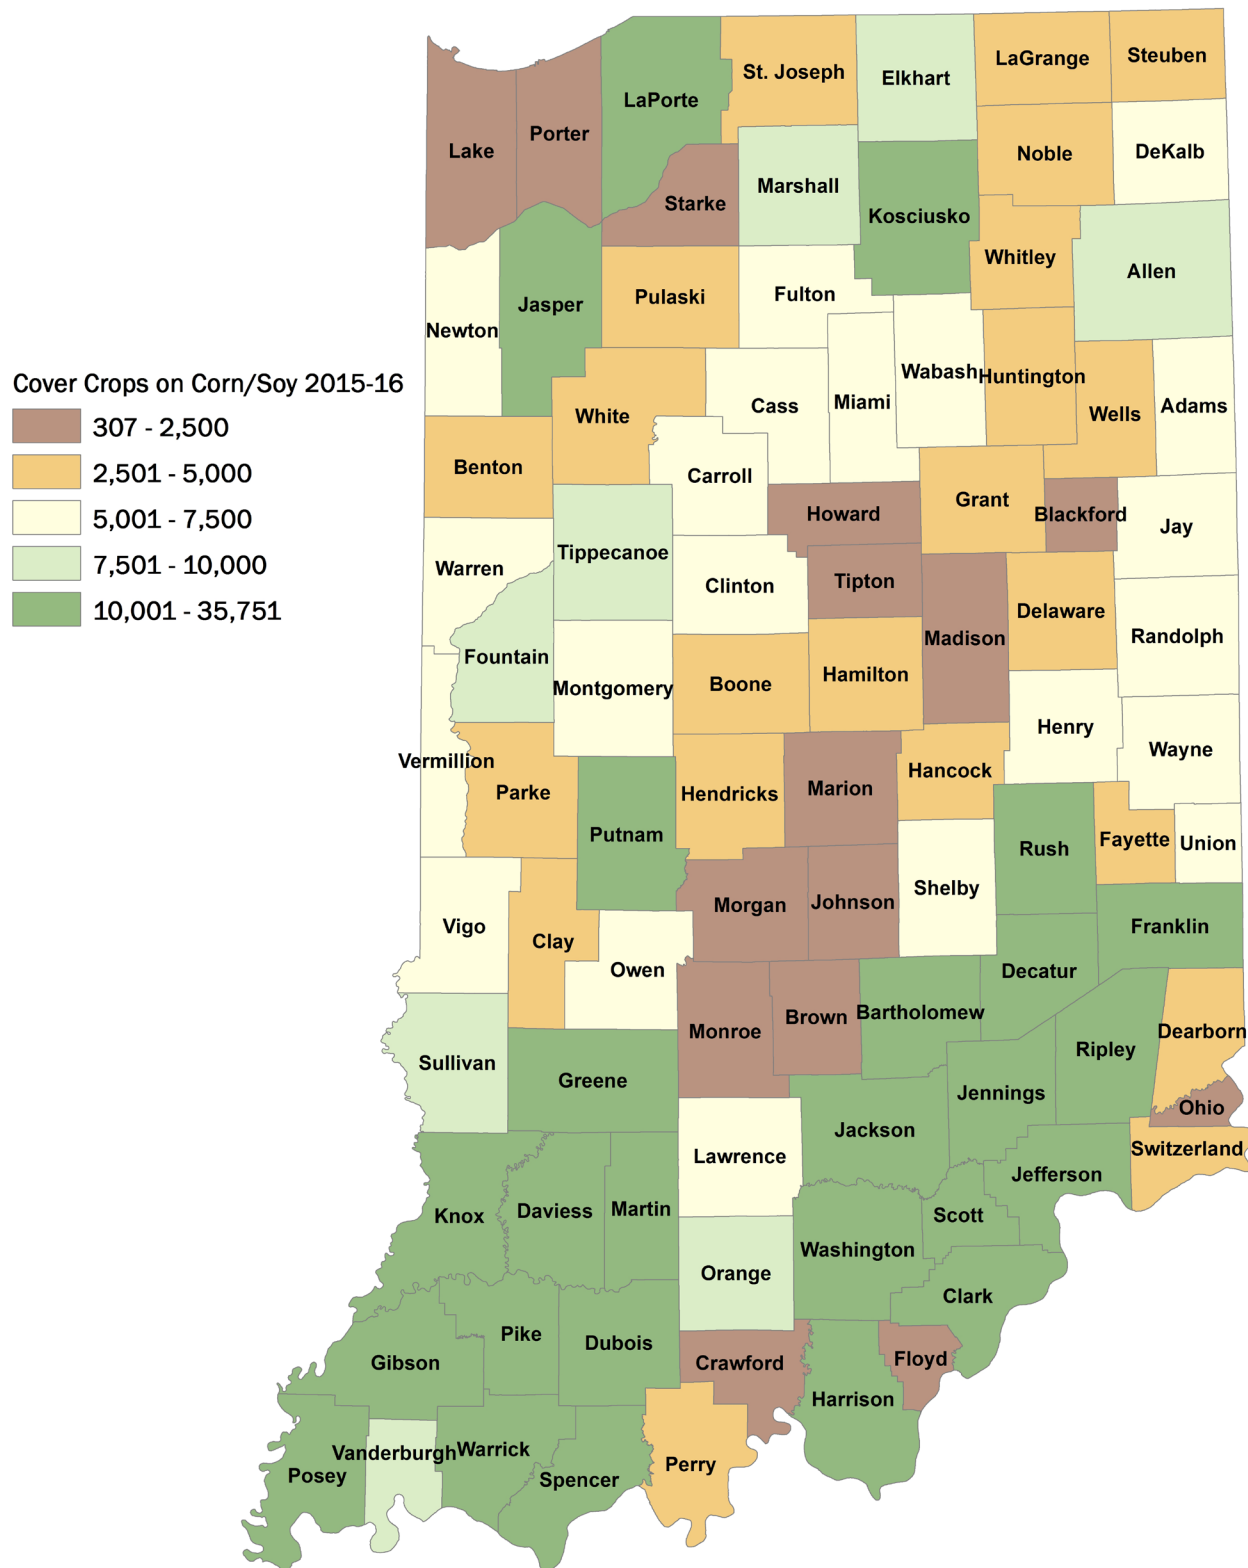 St. Joseph
Elkhart
LaGrange
Steuben
LaPorte
Lake
Porter
Noble
DeKalb
Starke
Marshall
Kosciusko
Whitley
Allen
Newton
Jasper
Pulaski
Fulton
Cover Crops on Corn/Soy 2015-16
307 - 2,500
2,501 - 5,000
5,001 - 7,500
7,501 - 10,000
10,001 - 35,751
White
Cass
Miami
Wabash
Huntington
Wells
Adams
Benton
Carroll
Howard
Grant
Blackford
Jay
Warren
Tippecanoe
Clinton
Tipton
Madison
Delaware
Randolph
Fountain
Montgomery
Boone
Hamilton
Henry
Wayne
Vermillion
Parke
Putnam
Hendricks
Marion
Hancock
Rush
Fayette
Union
Vigo
Clay
Owen
Morgan
Johnson
Shelby
Franklin
Decatur
Sullivan
Greene
Monroe
Brown
Bartholomew
Jennings
Ripley
Dearborn
Ohio
Switzerland
Lawrence
Jackson
Jefferson
Knox
Daviess
Martin
Orange
Washington
Scott
Clark
Gibson
Pike
Dubois
Crawford
Harrison
Floyd
Posey
Vanderburgh
Warrick
Spencer
Perry